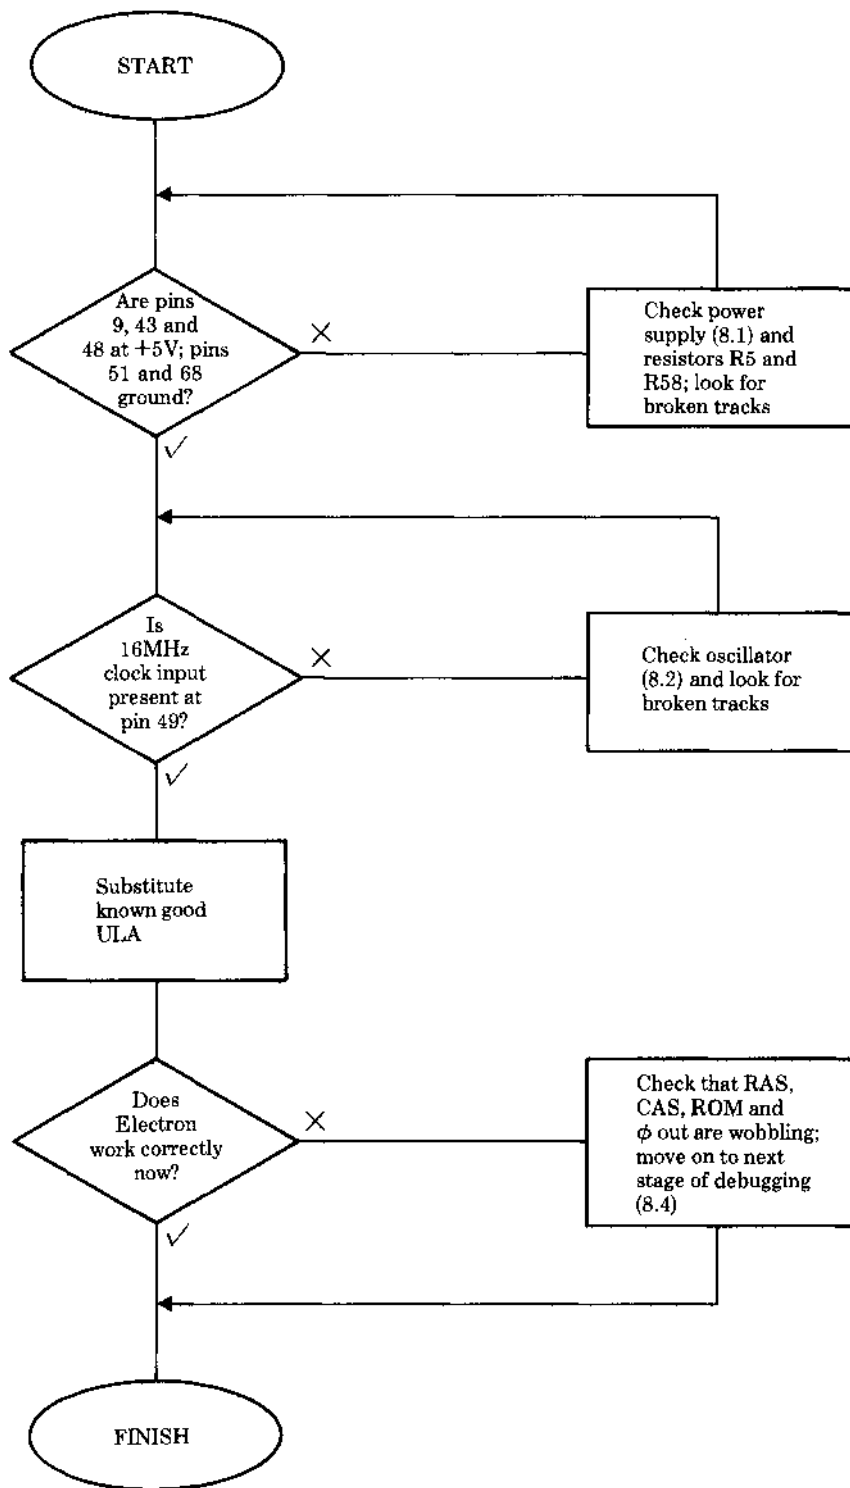 START
Are pins
9, 43 and
48 at +5V; pins
51 and 68
ground?
×
Check power
supply (8.1) and
resistors R5 and
R58; look for
broken tracks
✓
Is
16MHz
clock input
present at
pin 49?
×
Check oscillator
(8.2) and look for
broken tracks
✓
Substitute
known good
ULA
Does
Electron
work correctly
now?
×
Check that RAS,
CAS, ROM and
ϕ out are wobbling;
move on to next
stage of debugging
(8.4)
✓
FINISH